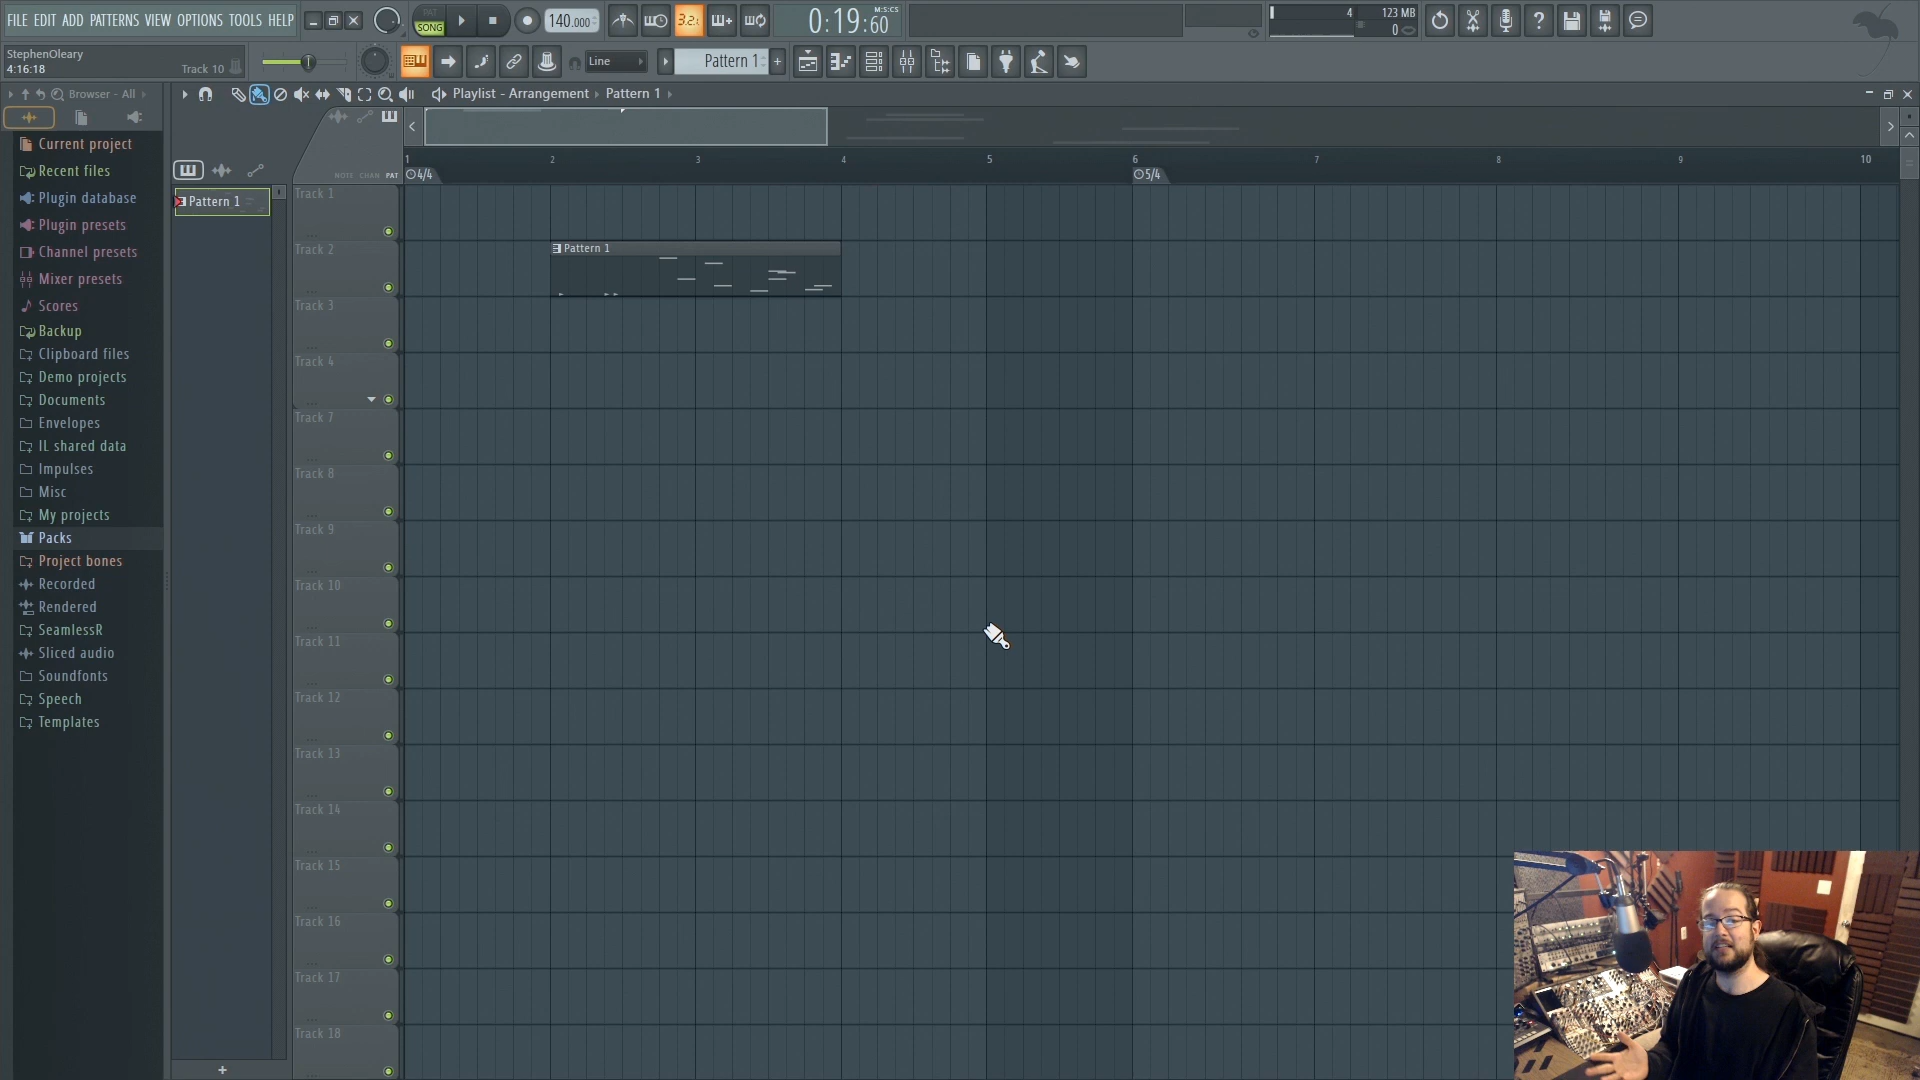 FILE EDIT ADD PATTERNS VIEW OPTIONS TOOLS HELP
PAT
SONG
140.000
3.2.
0:19:60
M:S:CS
4
123 MB
0
StephenOleary
4:16:18
Track 10
Line
Pattern 1
+
Browser - All
Playlist - Arrangement
Pattern 1
Current project
Recent files
Plugin database
Plugin presets
Channel presets
Mixer presets
Scores
Backup
Clipboard files
Demo projects
Documents
Envelopes
IL shared data
Impulses
Misc
My projects
Packs
Project bones
Recorded
Rendered
SeamlessR
Sliced audio
Soundfonts
Speech
Templates
Pattern 1
+
NOTE CHAN PAT
1 2 3 4 5 6 7 8 9 10
4/4
5/4
Track 1
Track 2
Pattern 1
Track 3
Track 4
Track 7
Track 8
Track 9
Track 10
Track 11
Track 12
Track 13
Track 14
Track 15
Track 16
Track 17
Track 18